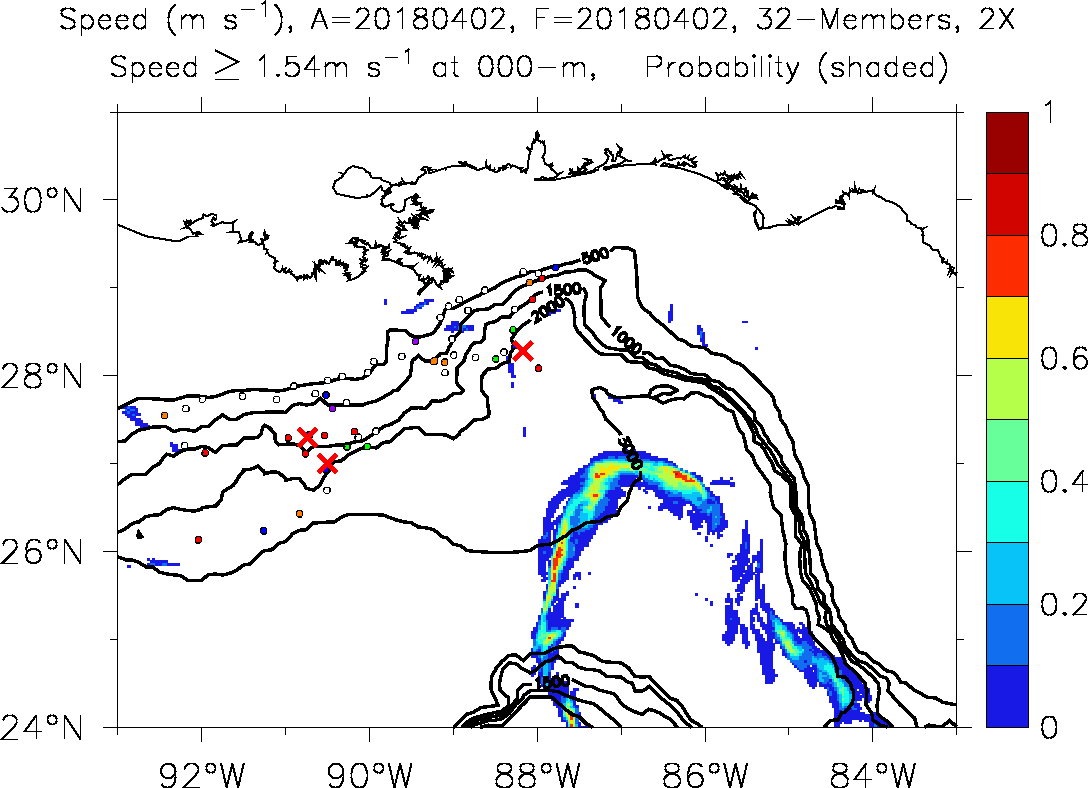 Speed (m s⁻¹), A=20180402, F=20180402, 32−Members, 2X
Speed ≥ 1.54m s⁻¹ at 000−m, Probability (shaded)
1
30°N
0.8
500
1500
2000
1000
28°N
0.6
3000
0.4
26°N
0.2
1500
24°N
0
92°W 90°W 88°W 86°W 84°W